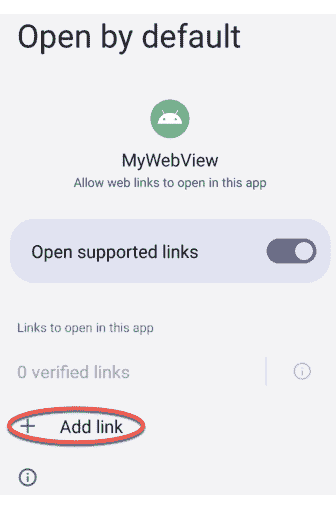 Open by default
MyWebView
Allow web links to open in this app
Open supported links
Links to open in this app
0 verified links
+ Add link